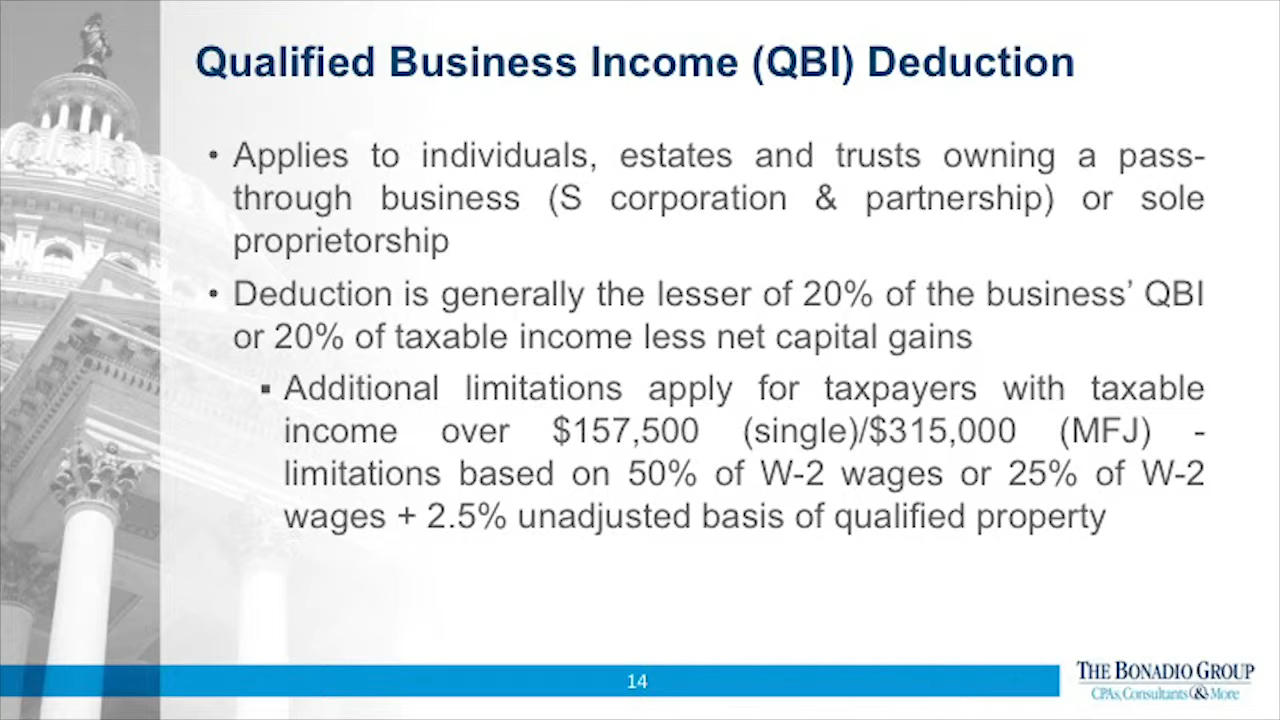 Qualified Business Income (QBI) Deduction
• Applies to individuals, estates and trusts owning a pass-
through business (S corporation & partnership) or sole
proprietorship
• Deduction is generally the lesser of 20% of the business’ QBI
or 20% of taxable income less net capital gains
▪ Additional limitations apply for taxpayers with taxable
income over $157,500 (single)/$315,000 (MFJ) -
limitations based on 50% of W-2 wages or 25% of W-2
wages + 2.5% unadjusted basis of qualified property
14
THE BONADIO GROUP
CPAs, Consultants & More